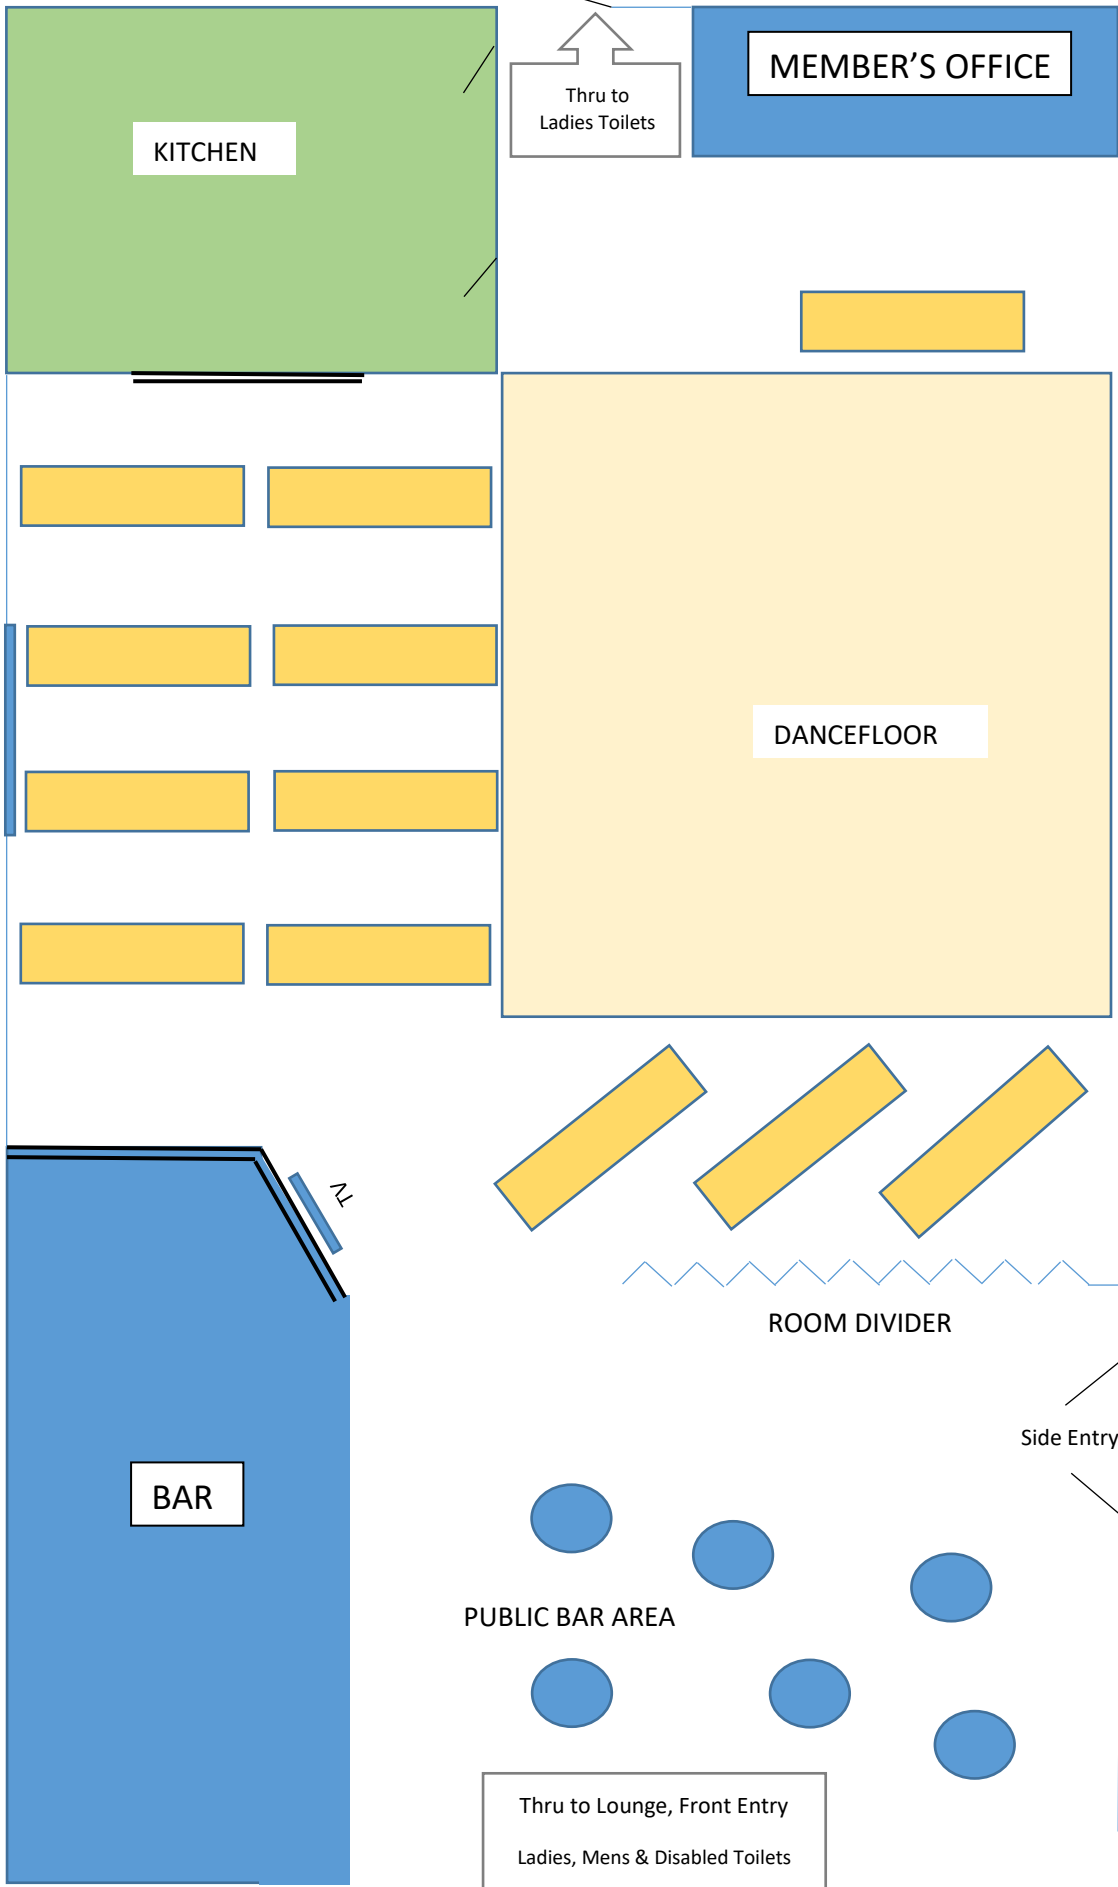 MEMBER'S OFFICE
Thru to
Ladies Toilets
KITCHEN
DANCEFLOOR
TV
ROOM DIVIDER
Side Entry
BAR
PUBLIC BAR AREA
Thru to Lounge, Front Entry
Ladies, Mens & Disabled Toilets